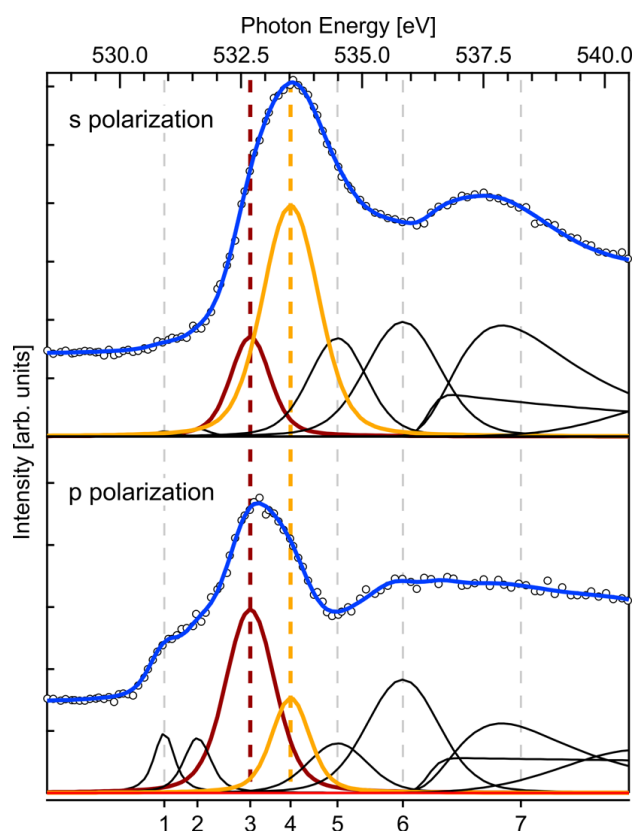 Photon Energy [eV]
530.0 532.5 535.0 537.5 540.0
s polarization
Intensity [arb. units]
p polarization
1 2 3 4 5 6 7